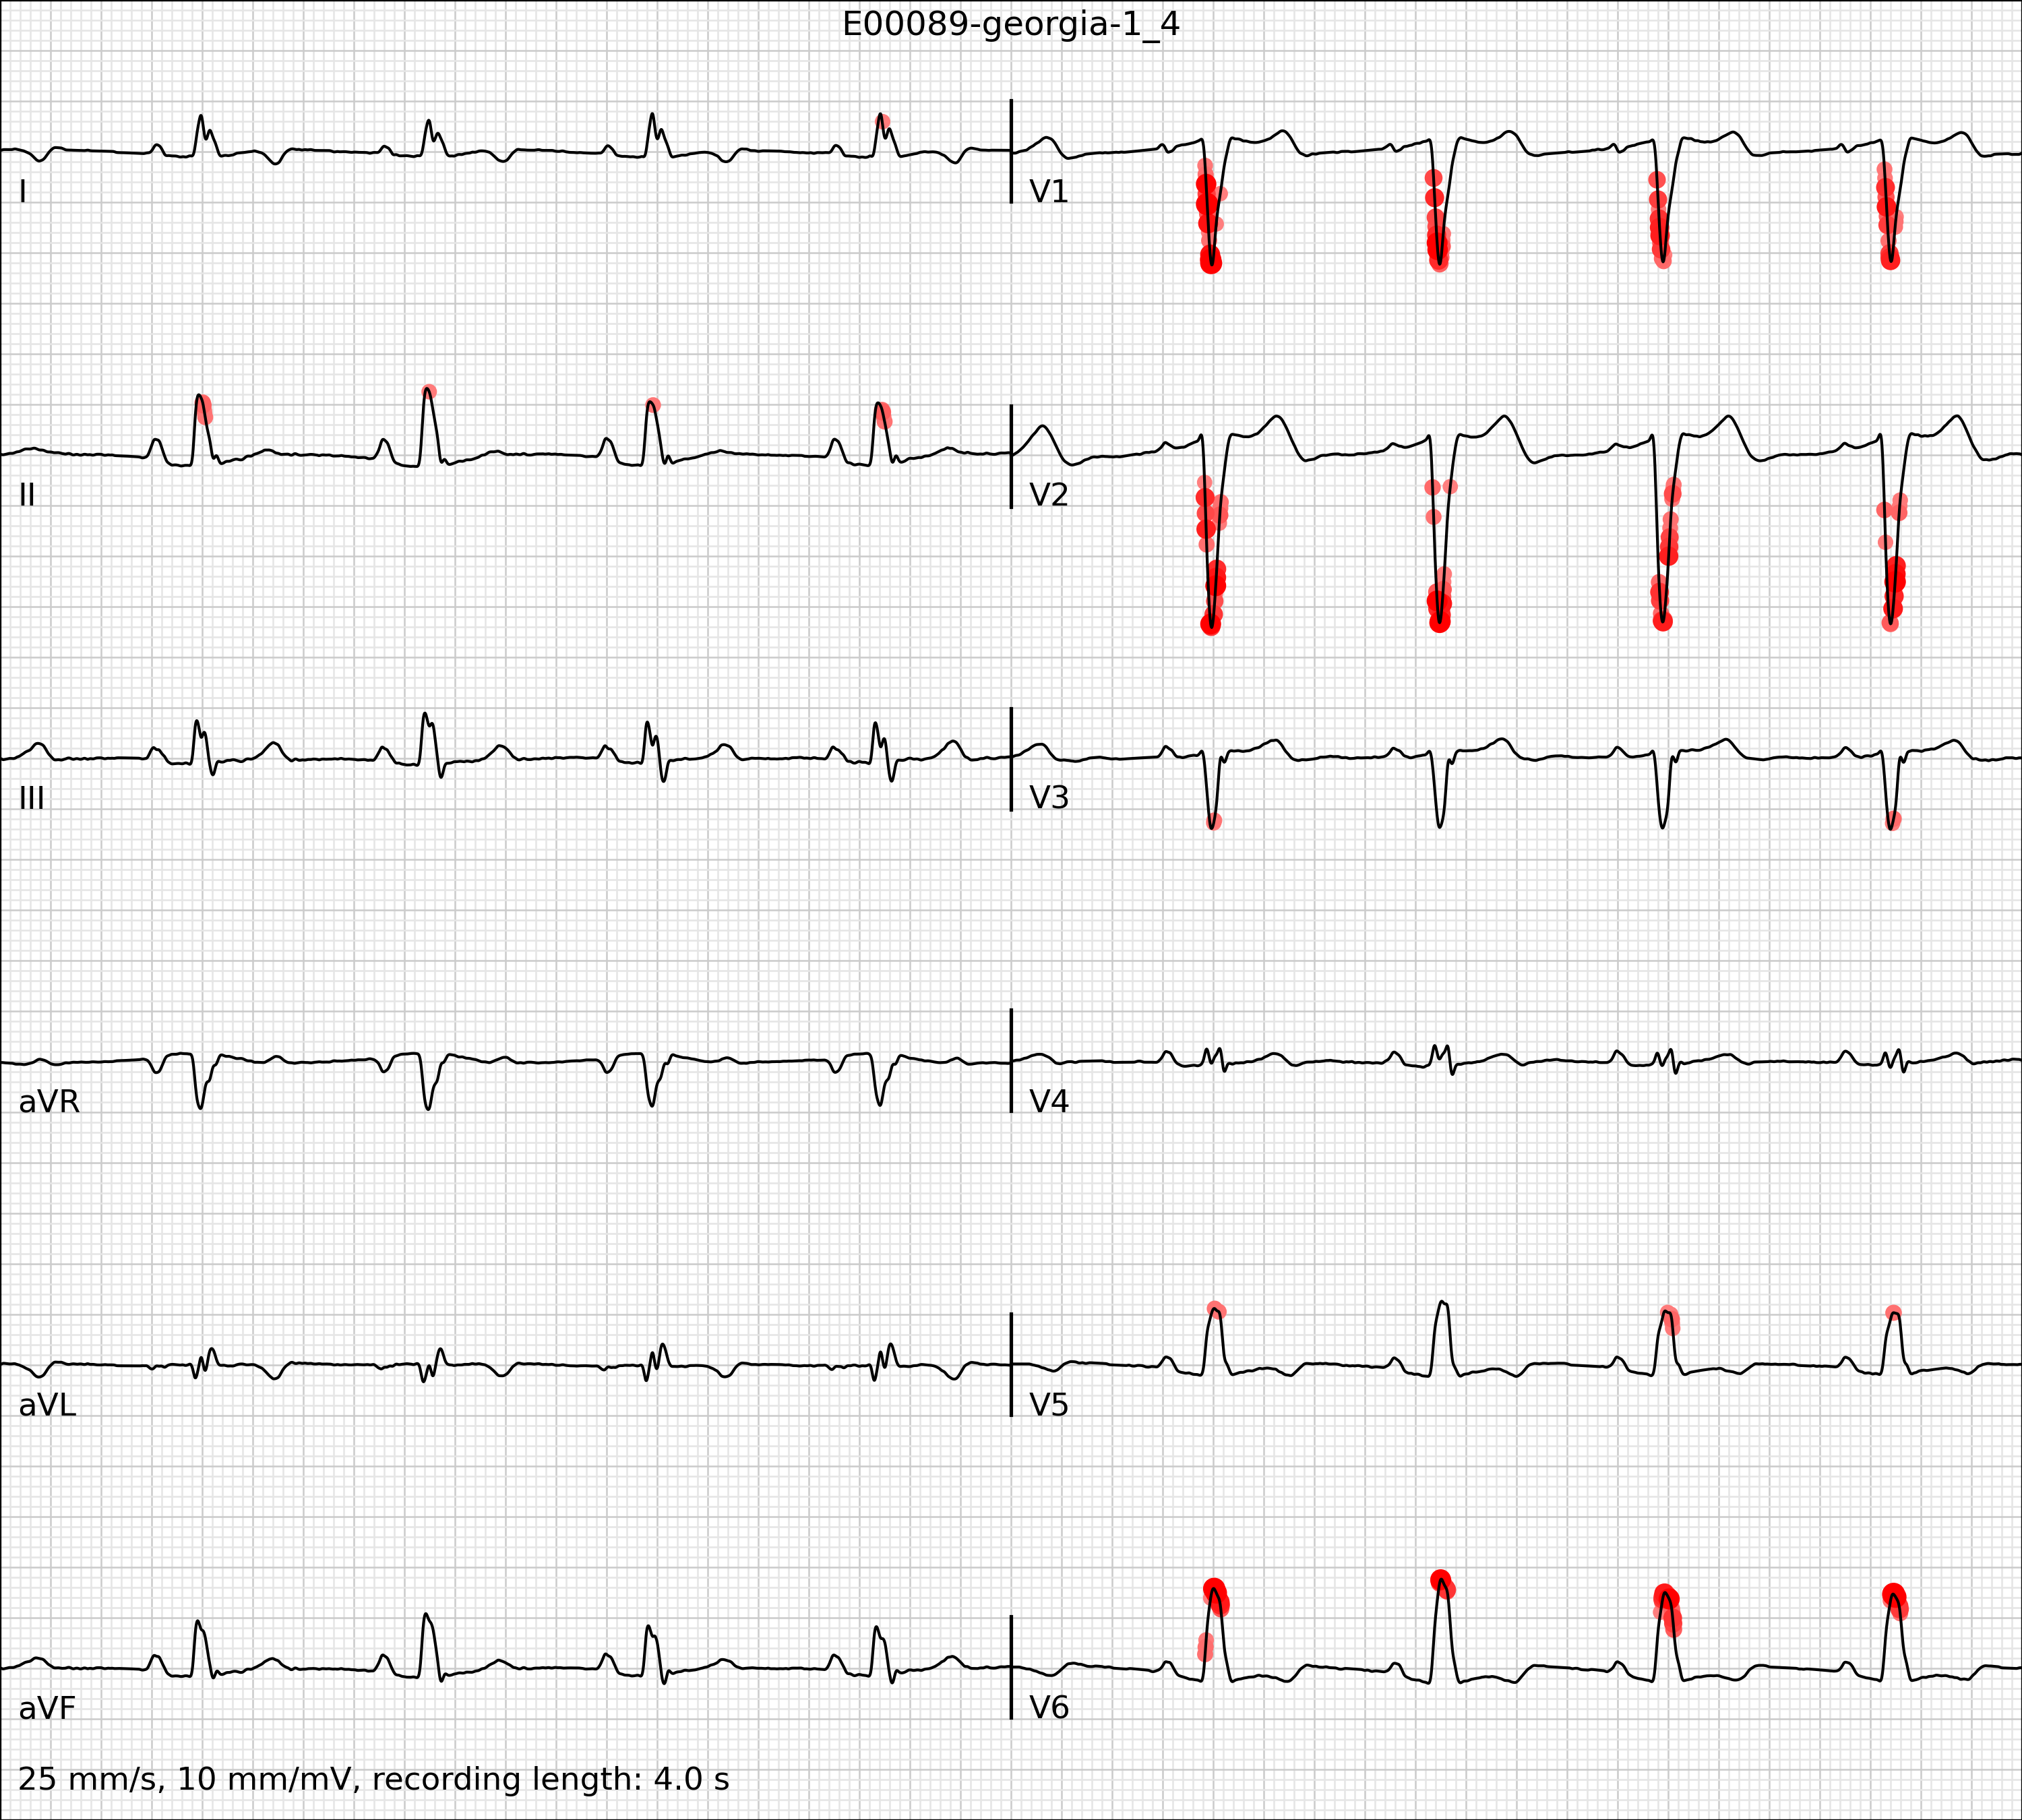 E00089-georgia-1_4
I
V1
II
V2
III
V3
aVR
V4
aVL
V5
aVF
V6
25 mm/s, 10 mm/mV, recording length: 4.0 s